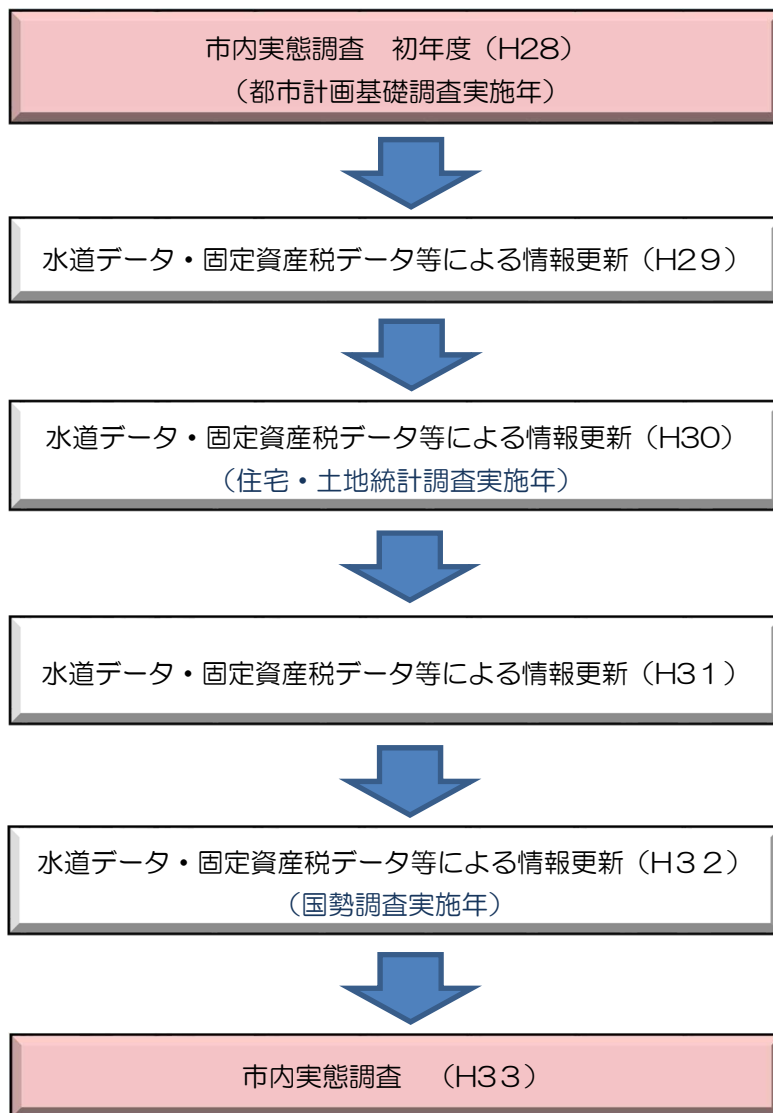 市内実態調査　初年度（H28）
（都市計画基礎調査実施年）
水道データ・固定資産税データ等による情報更新（H２９）
水道データ・固定資産税データ等による情報更新（H３０）
（住宅・土地統計調査実施年）
水道データ・固定資産税データ等による情報更新（H３１）
水道データ・固定資産税データ等による情報更新（H３２）
（国勢調査実施年）
市内実態調査　（H３３）